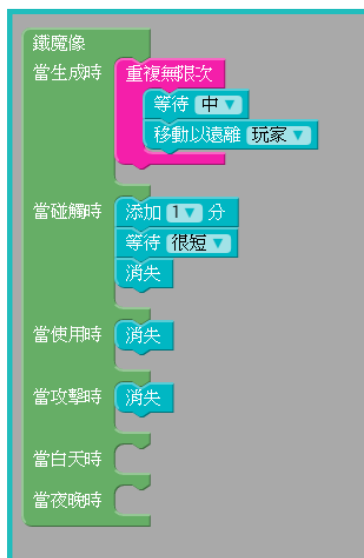 鐵魔像
當生成時 重複無限次
等待 中
移動以遠離 玩家
當碰觸時 添加 1 分
等待 很短
消失
當使用時 消失
當攻擊時 消失
當白天時
當夜晚時